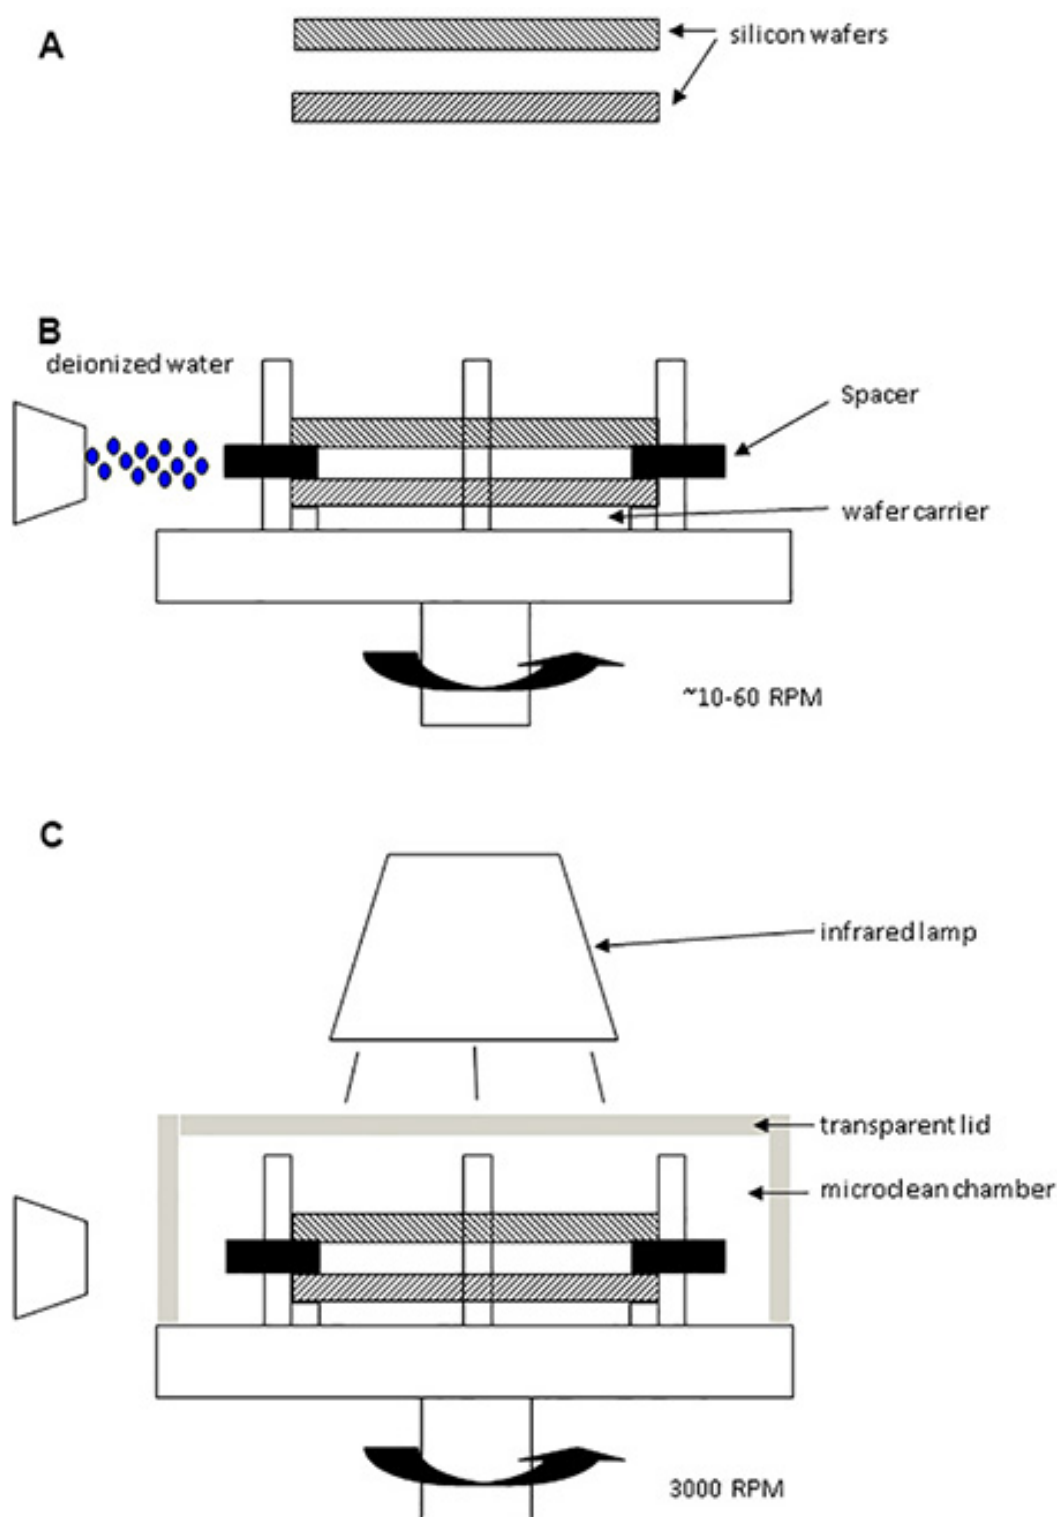 A
silicon wafers
B
deionized water
Spacer
wafer carrier
~10-60 RPM
C
infrared lamp
transparent lid
microclean chamber
3000 RPM